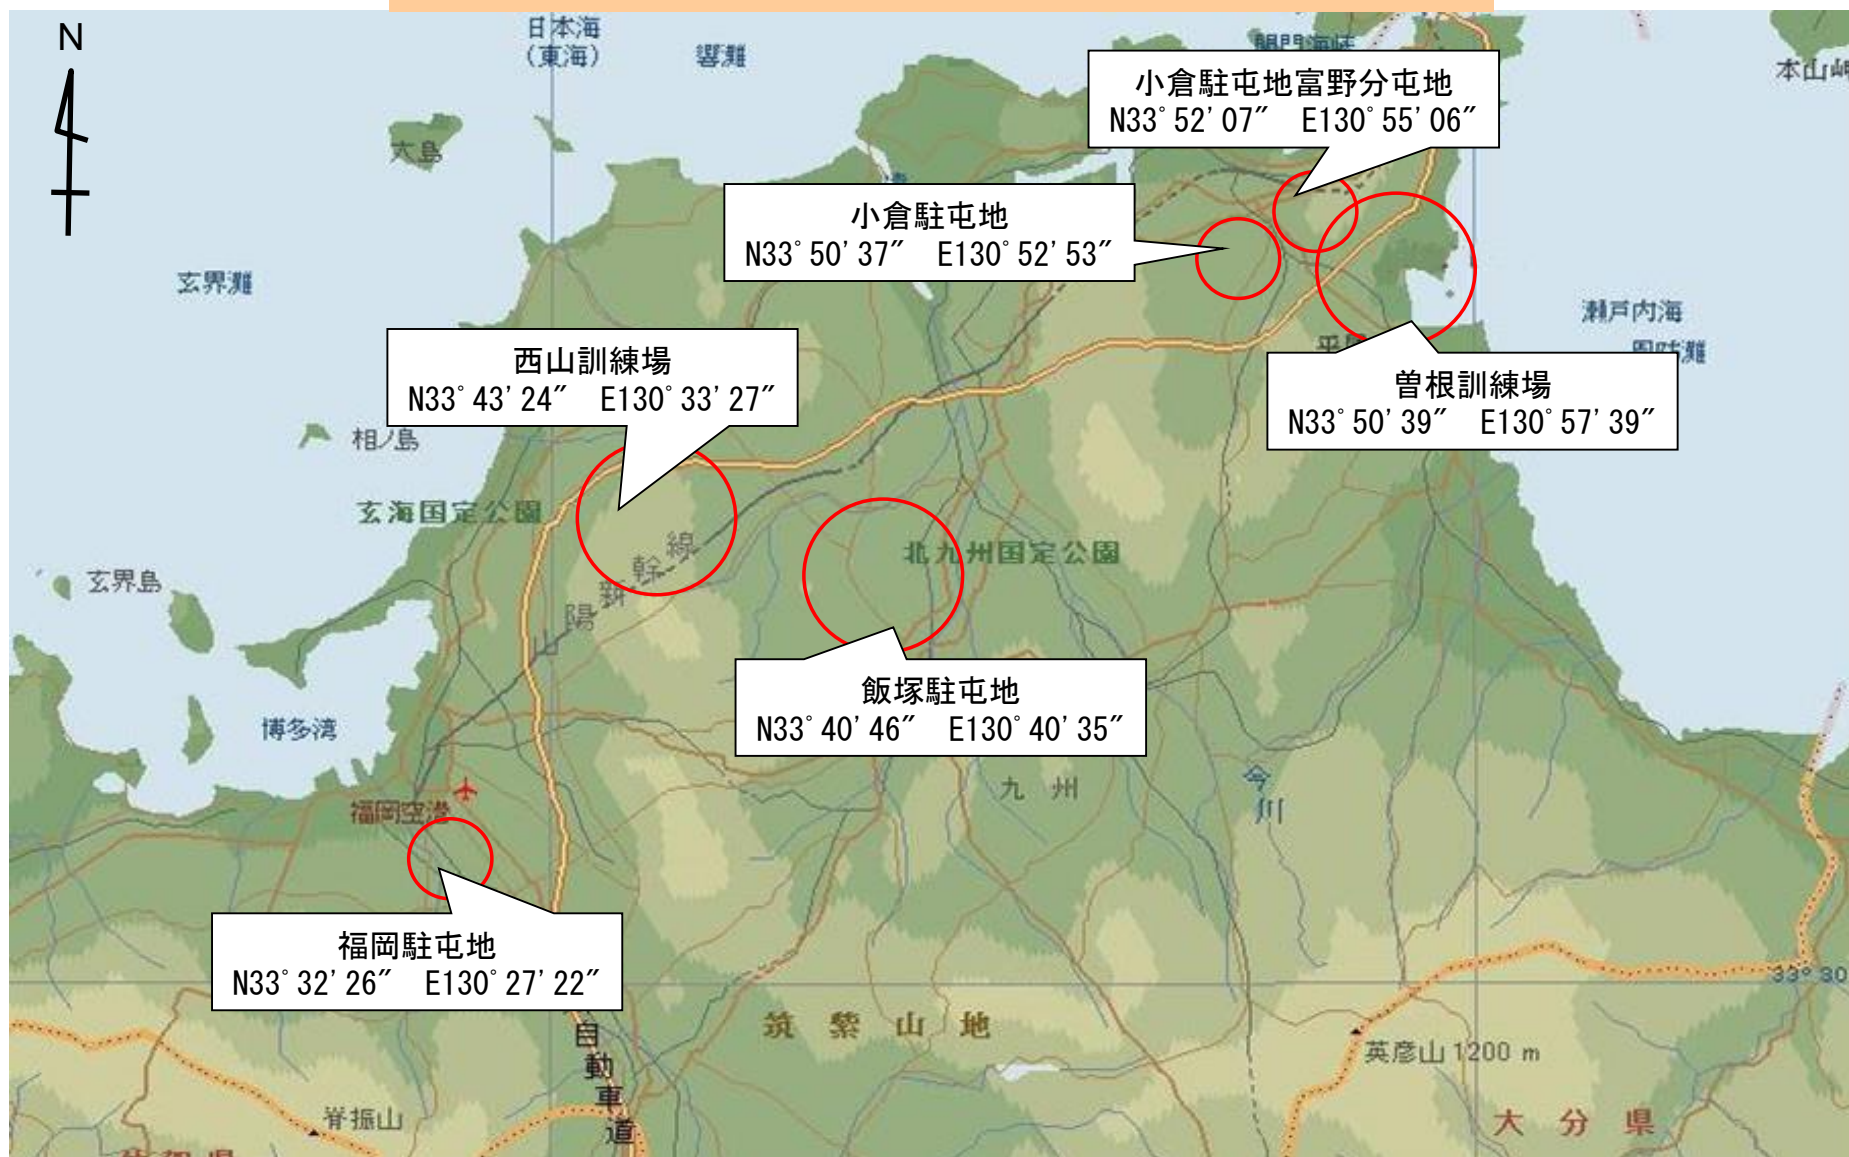 N
日本海
(東海)
響灘
本山岬
小倉駐屯地富野分屯地
N33°52'07" E130°55'06"
大島
小倉駐屯地
N33°50'37" E130°52'53"
玄界灘
瀬戸内海
周防灘
西山訓練場
N33°43'24" E130°33'27"
曽根訓練場
N33°50'39" E130°57'39"
相ノ島
玄海国定公園
北九州国定公園
玄界島
山陽新幹線
飯塚駐屯地
N33°40'46" E130°40'35"
博多湾
九州
今川
福岡空港
福岡駐屯地
N33°32'26" E130°27'22"
33°30
自動車道
筑紫山地
英彦山 1200 m
脊振山
大分県